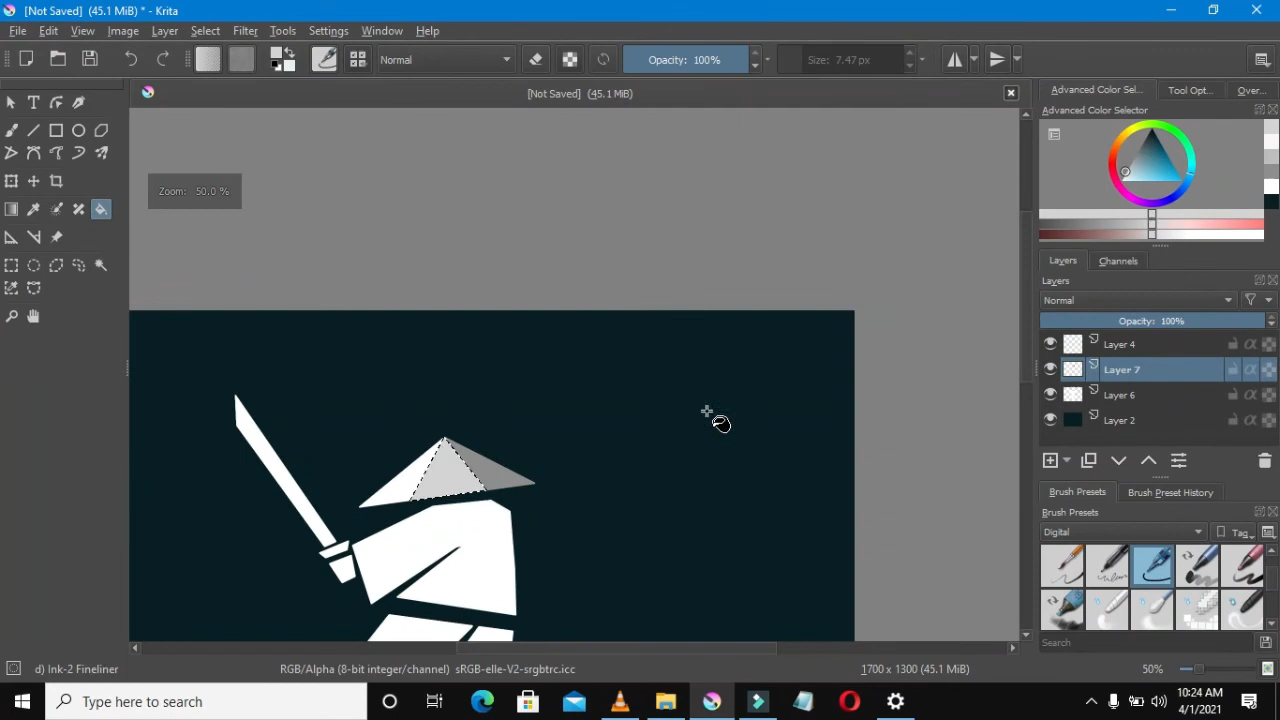 [Not Saved] (45.1 MiB) * - Krita
File Edit View Image Layer Select Filter Tools Settings Window Help
Normal Opacity: 100% Size: 7.47 px
[Not Saved] (45.1 MiB)
Advanced Color Sel... Tool Opt... Over...
Advanced Color Selector
Zoom: 50.0 %
Layers Channels
Layers
Normal
Opacity: 100%
Layer 4
Layer 7
Layer 6
Layer 2
Brush Presets Brush Preset History
Brush Presets
Digital Tag
Search
d) Ink-2 Fineliner RGB/Alpha (8-bit integer/channel) sRGB-elle-V2-srgbtrc.icc 1700 x 1300 (45.1 MiB) 50%
Type here to search
10:24 AM
4/1/2021